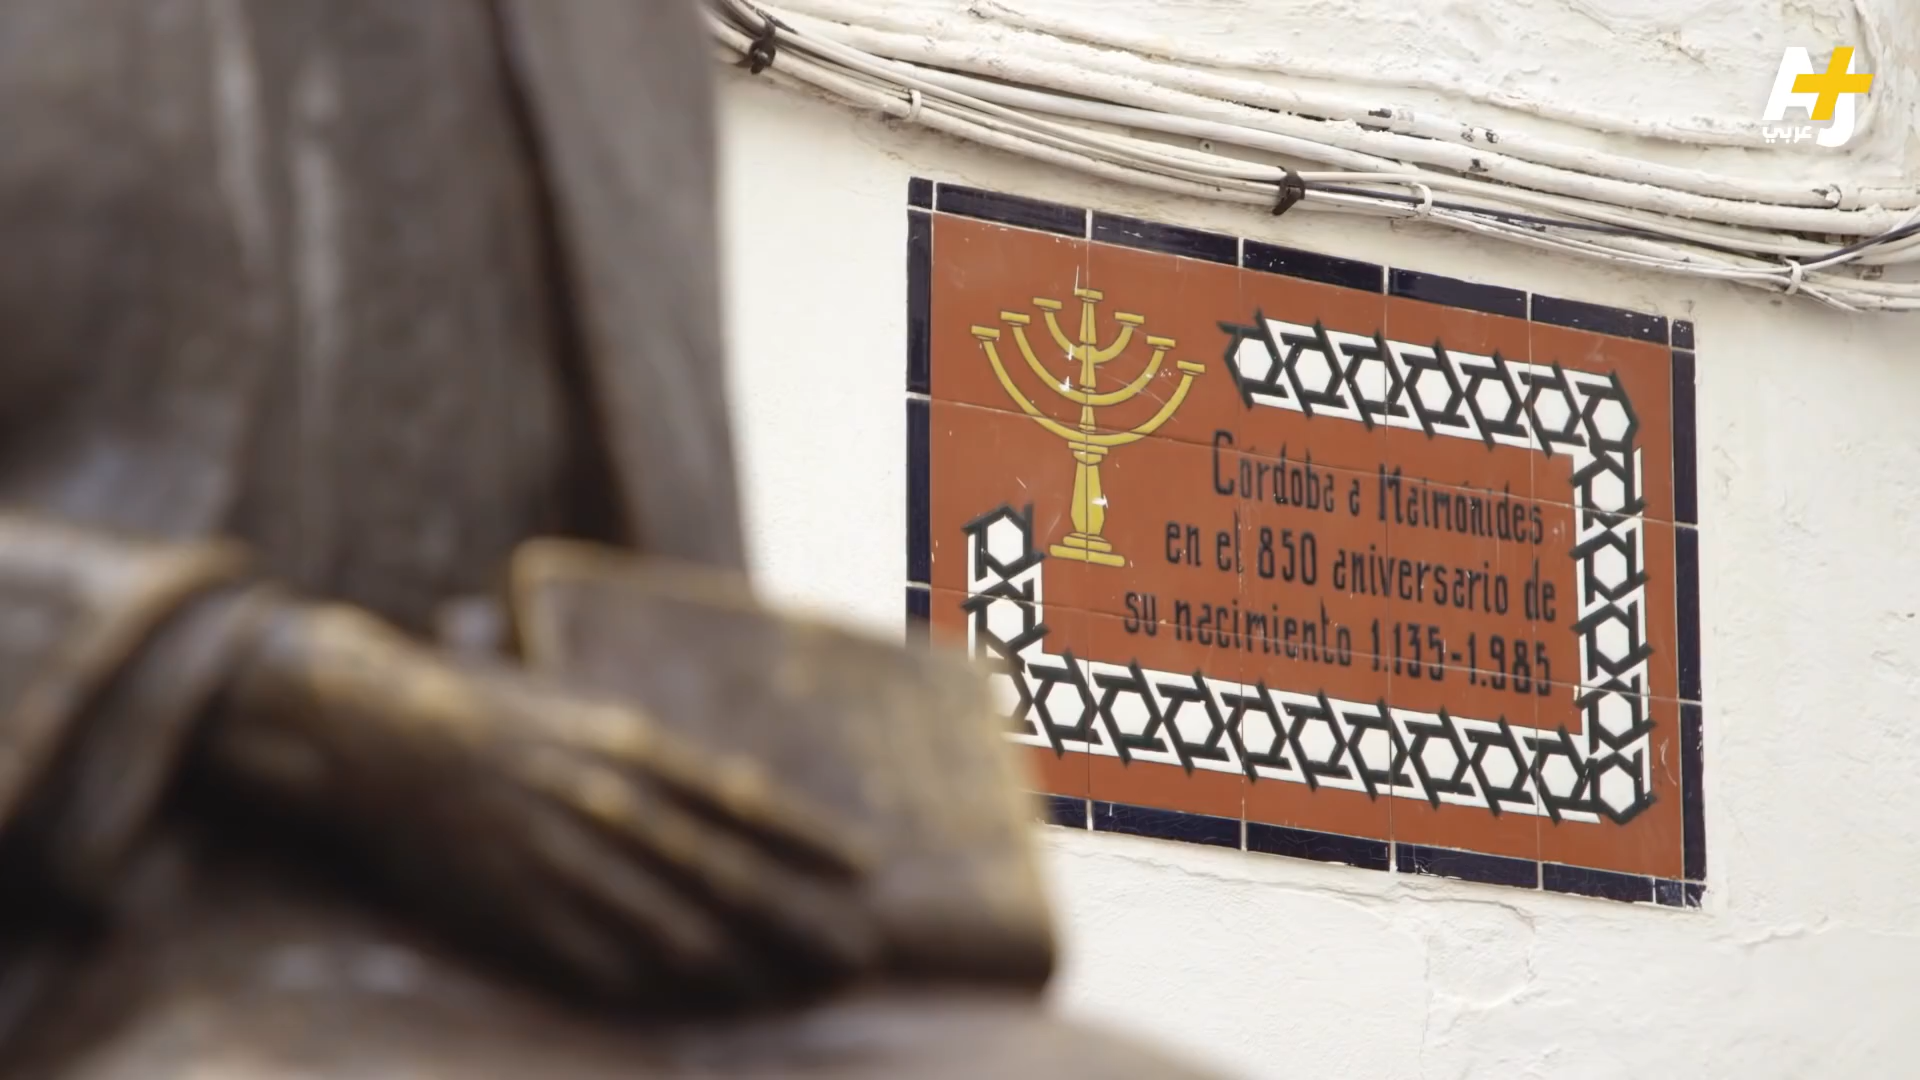 AJ+
عربي
Córdoba a Maimónides
en el 850 aniversario de
su nacimiento 1.135-1.985